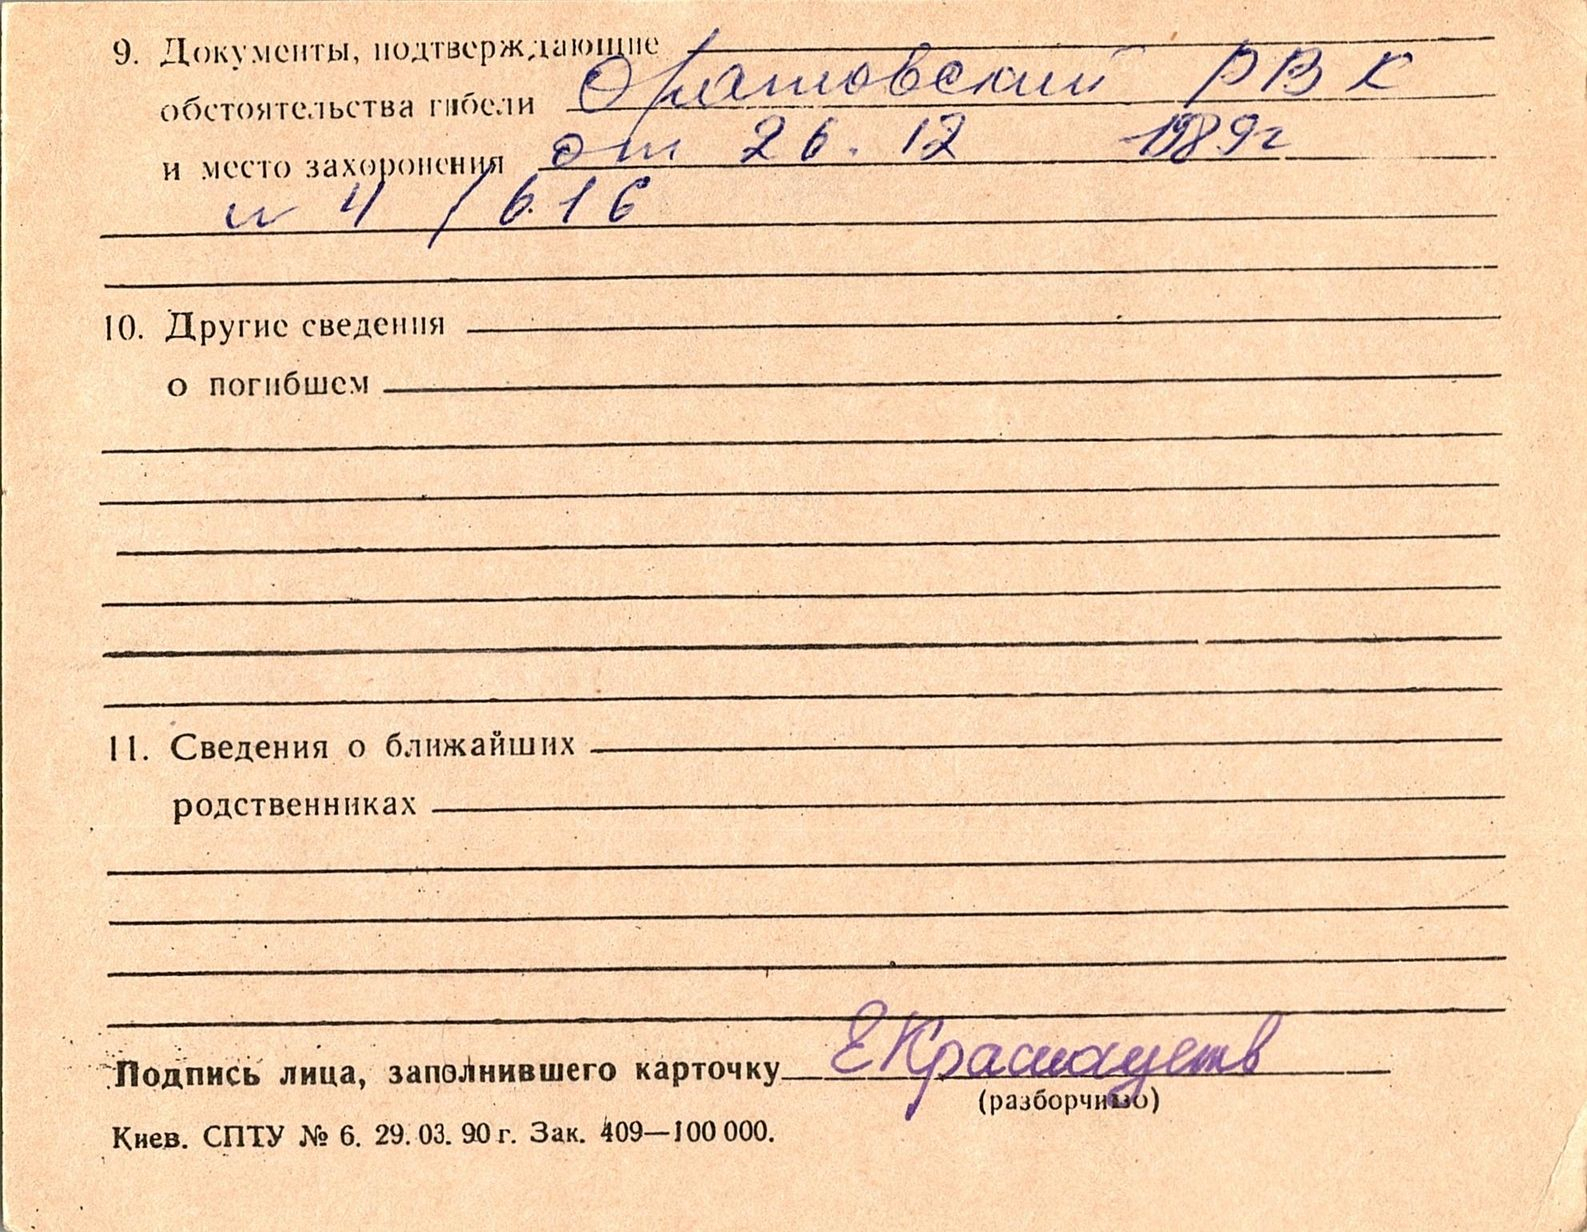 9. Документы, подтверждающие
обстоятельства гибели Оратовский РВК
и место захоронения от 26.12 1989г
и 4/616
10. Другие сведения
о погибшем
11. Сведения о ближайших
родственниках
Подпись лица, заполнившего карточку
(разборчиво)
Киев. СПТУ № 6. 29.03.90 г. Зак. 409—100 000.